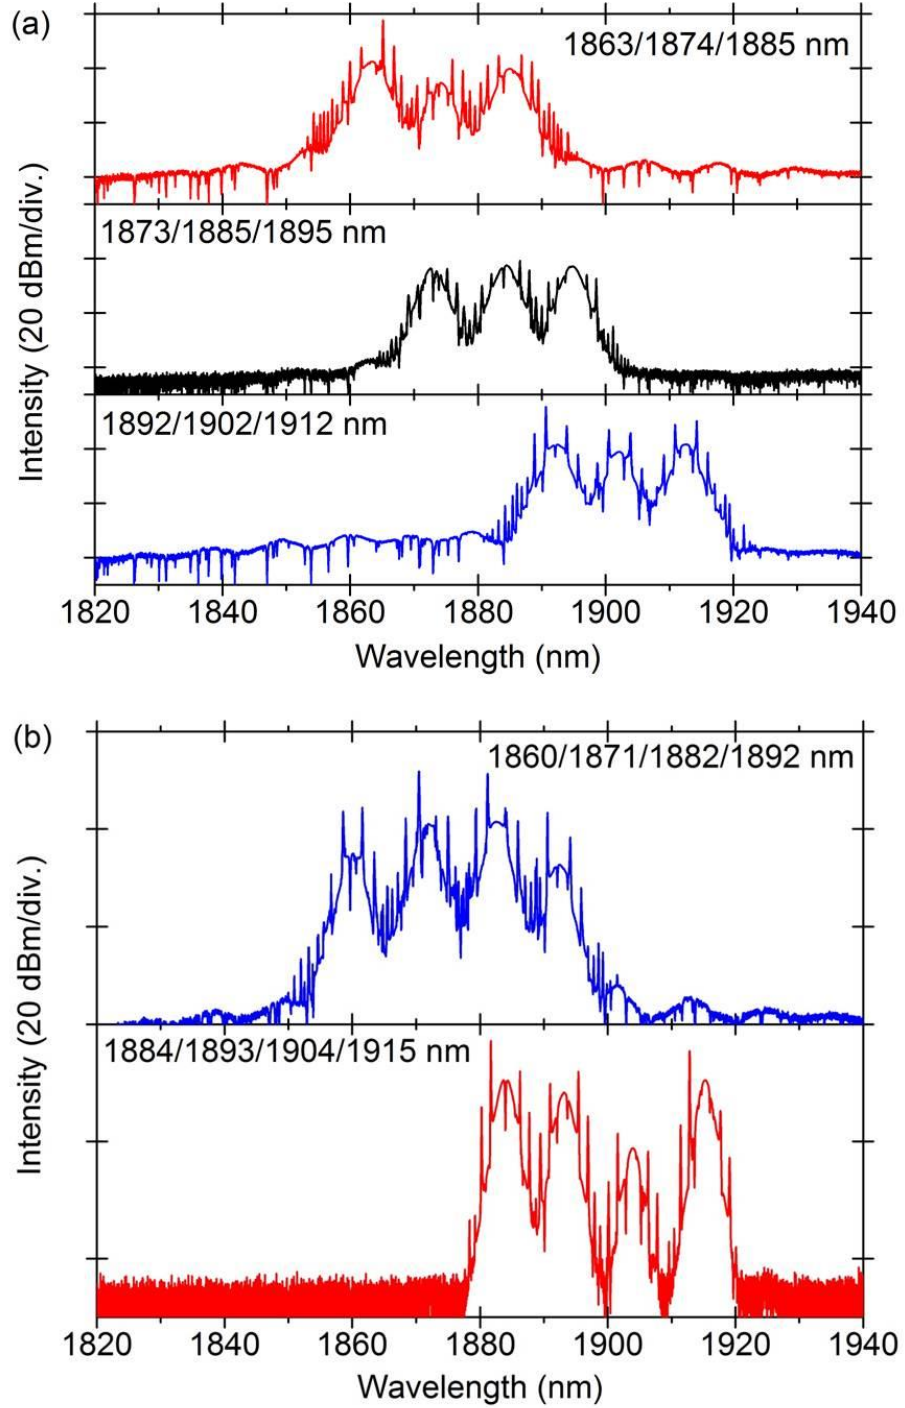 (a)
1863/1874/1885 nm
1873/1885/1895 nm
1892/1902/1912 nm
Intensity (20 dBm/div.)
1820 1840 1860 1880 1900 1920 1940
Wavelength (nm)
(b)
1860/1871/1882/1892 nm
1884/1893/1904/1915 nm
Intensity (20 dBm/div.)
1820 1840 1860 1880 1900 1920 1940
Wavelength (nm)